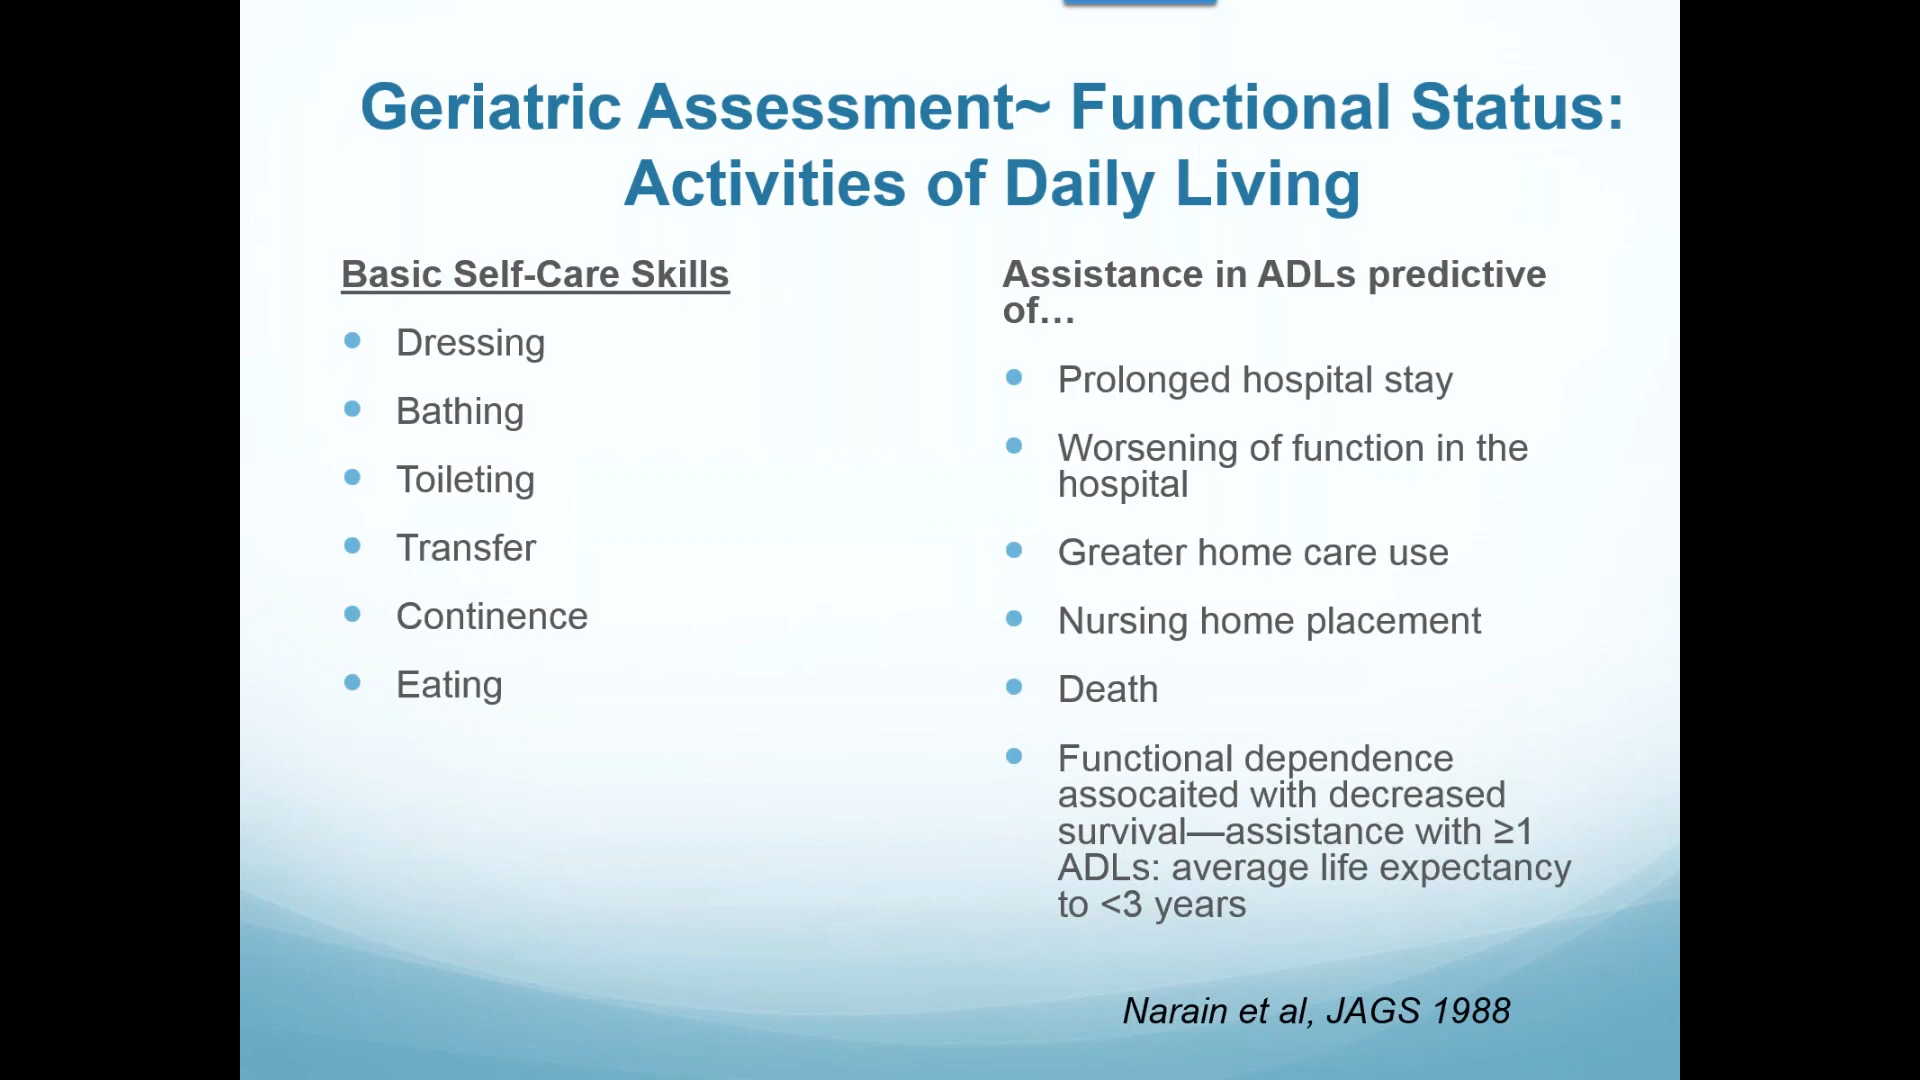 Geriatric Assessment~ Functional Status:
Activities of Daily Living
Basic Self-Care Skills
Dressing
Bathing
Toileting
Transfer
Continence
Eating
Assistance in ADLs predictive
of…
Prolonged hospital stay
Worsening of function in the
hospital
Greater home care use
Nursing home placement
Death
Functional dependence
assocaited with decreased
survival—assistance with ≥1
ADLs: average life expectancy
to <3 years
Narain et al, JAGS 1988